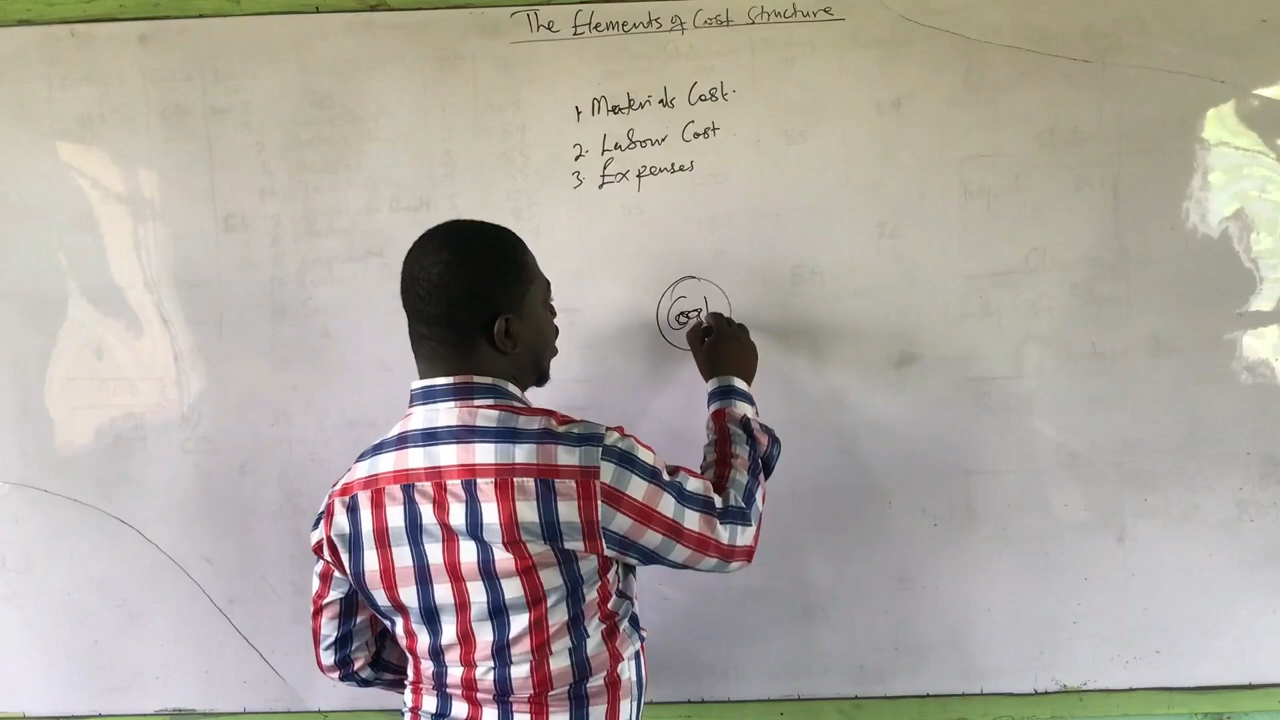 The Elements of Cost Structure
1. Materials Cost.
2. Labour Cost
3. Expenses